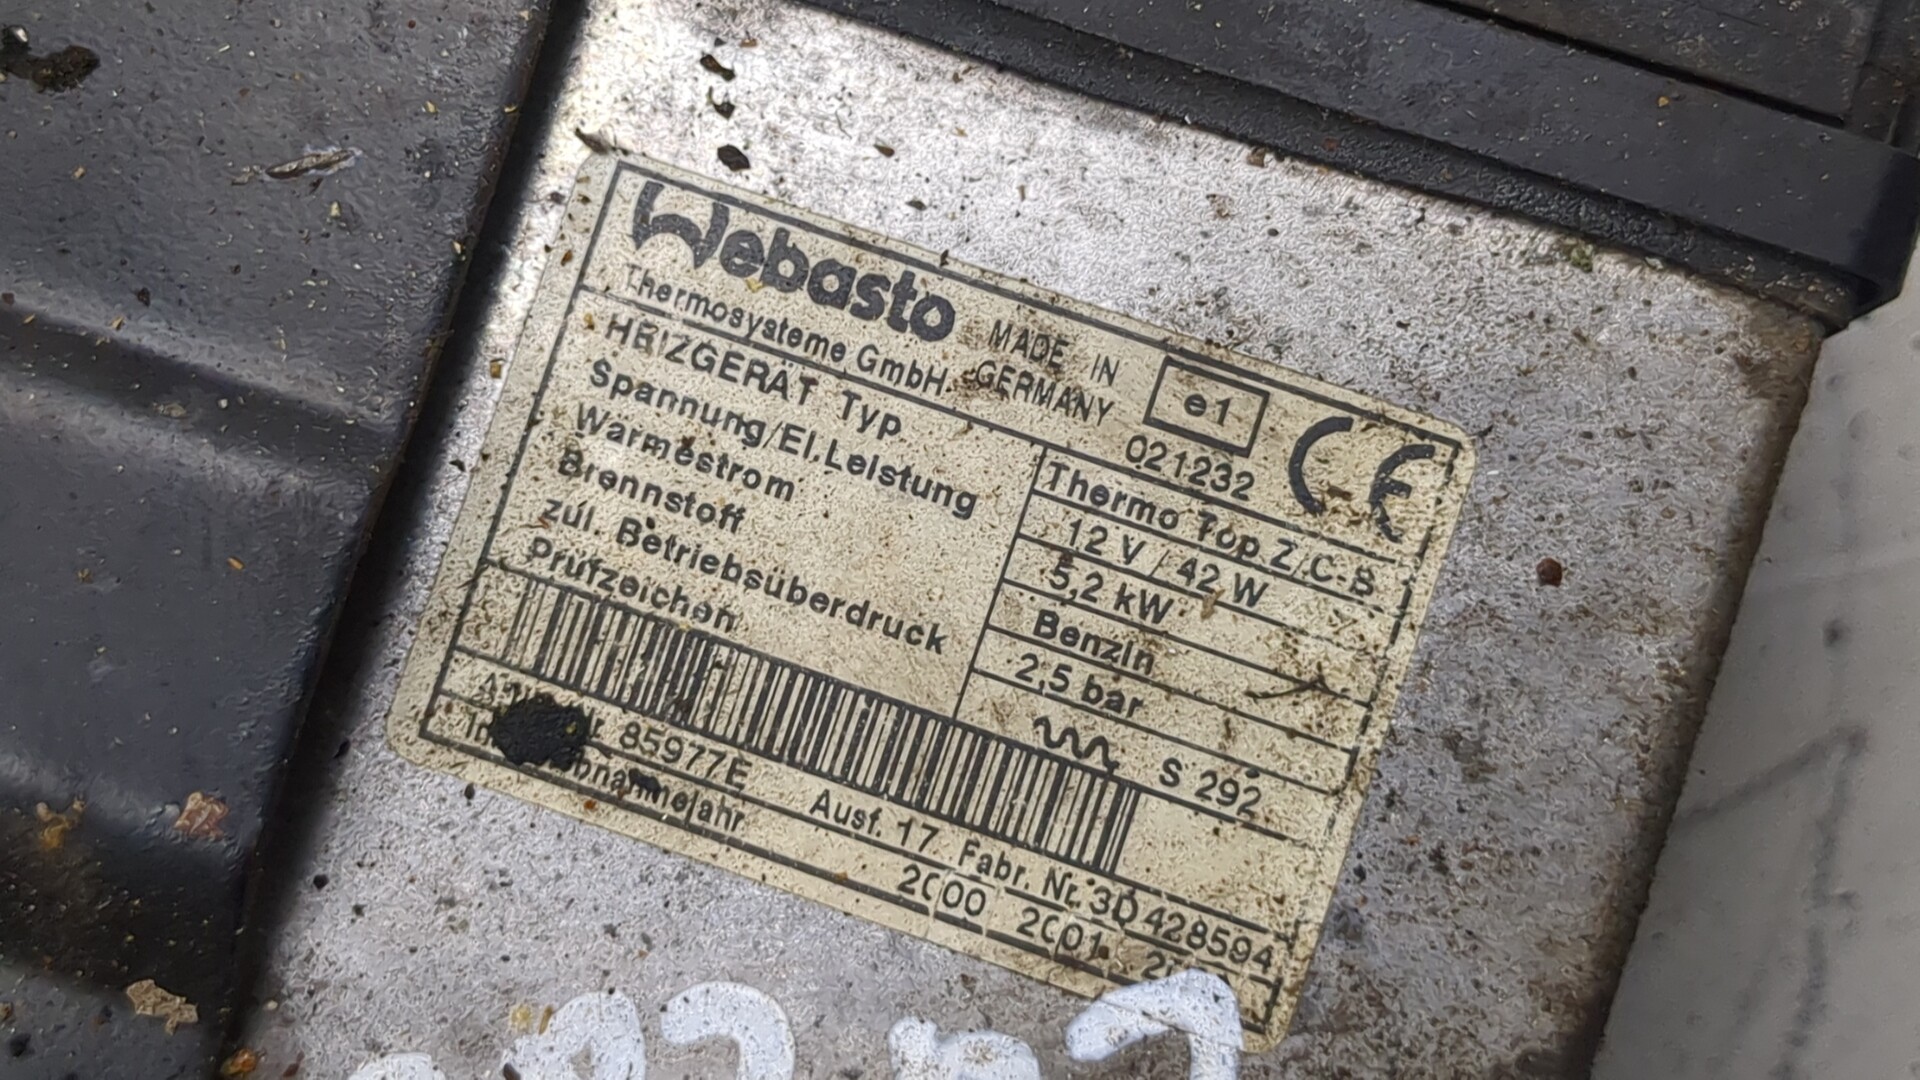 Webasto
Thermosysteme GmbH. MADE IN GERMANY
e1
021232
CE
HEIZGERÄT Typ Thermo Top Z/C-B
Spannung/El.Leistung 12 V / 42 W
Wärmestrom 5,2 kW
Brennstoff Benzin
zul. Betriebsüberdruck 2,5 bar
Prüfzeichen S 292
85977E Ausf. 17 Fabr. Nr. 3D428594
2000 2001